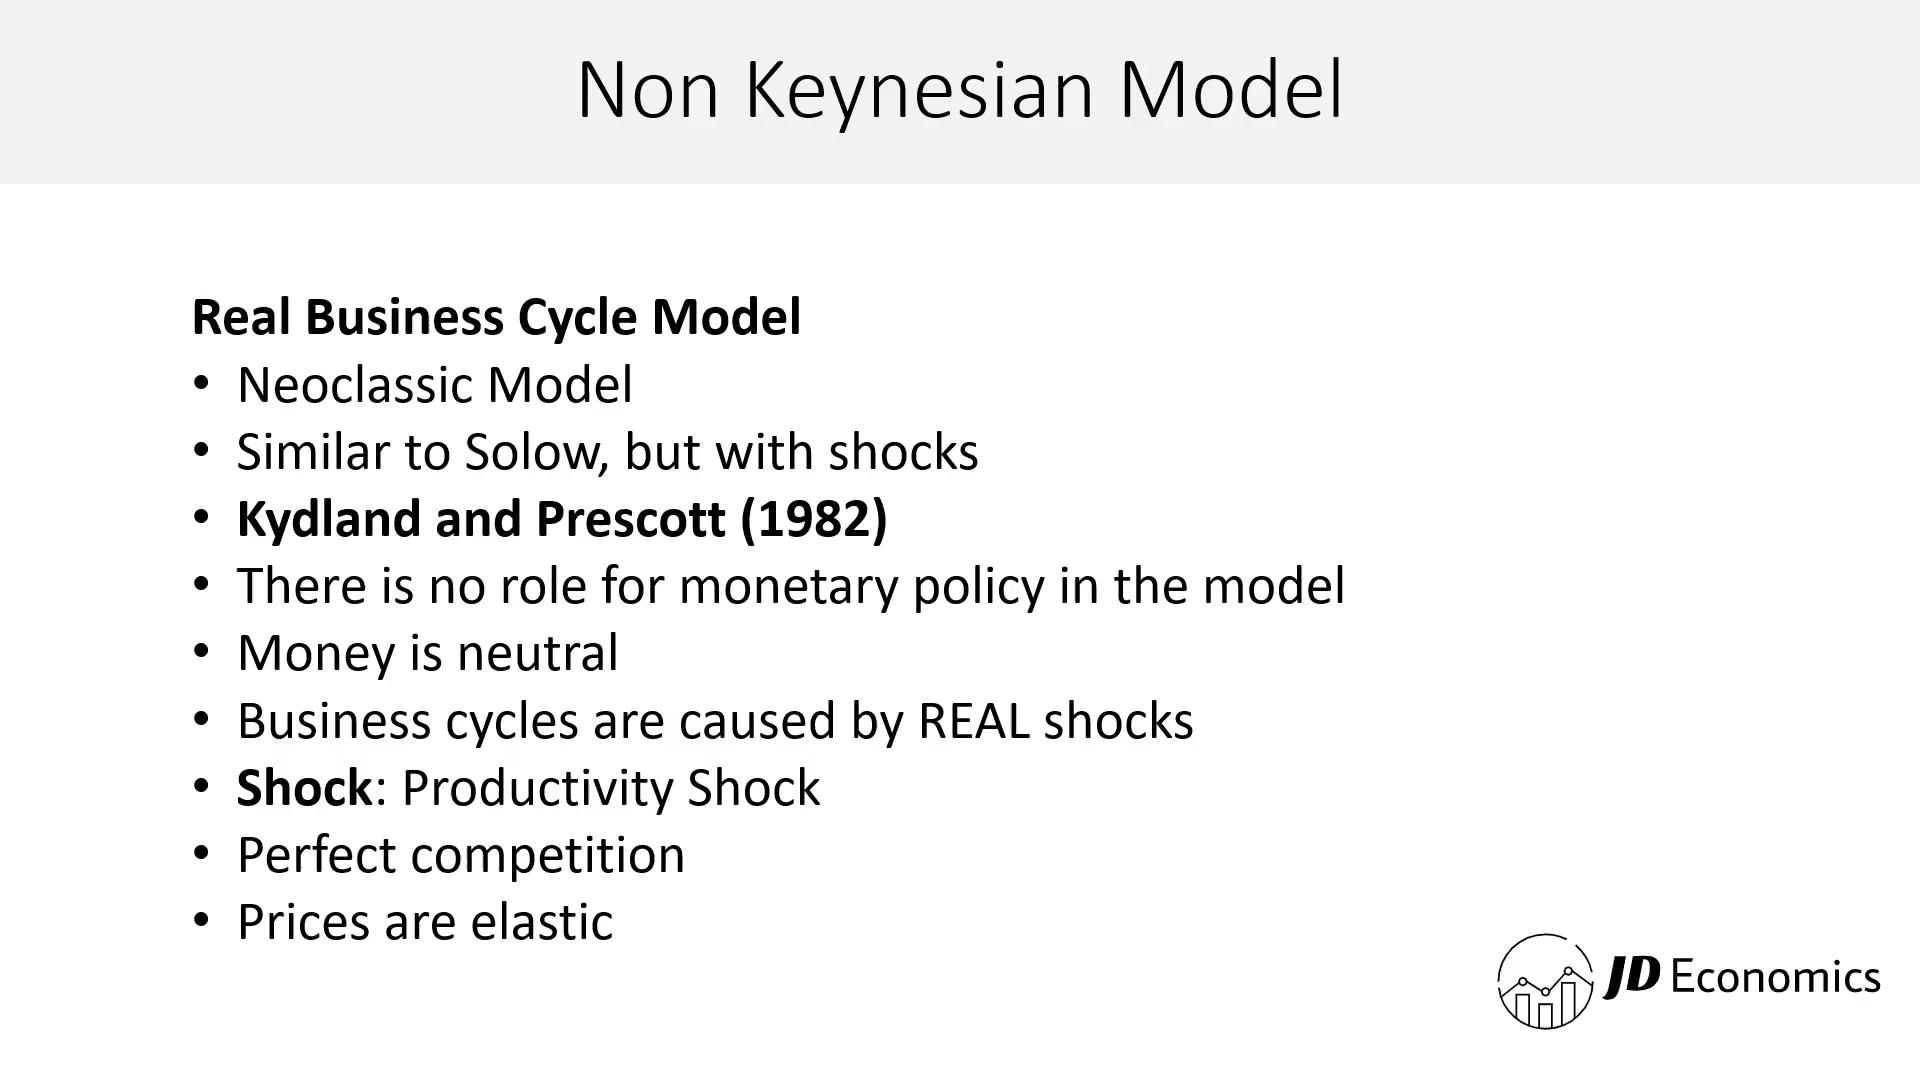 Non Keynesian Model
Real Business Cycle Model
• Neoclassic Model
• Similar to Solow, but with shocks
• Kydland and Prescott (1982)
• There is no role for monetary policy in the model
• Money is neutral
• Business cycles are caused by REAL shocks
• Shock: Productivity Shock
• Perfect competition
• Prices are elastic
JD Economics